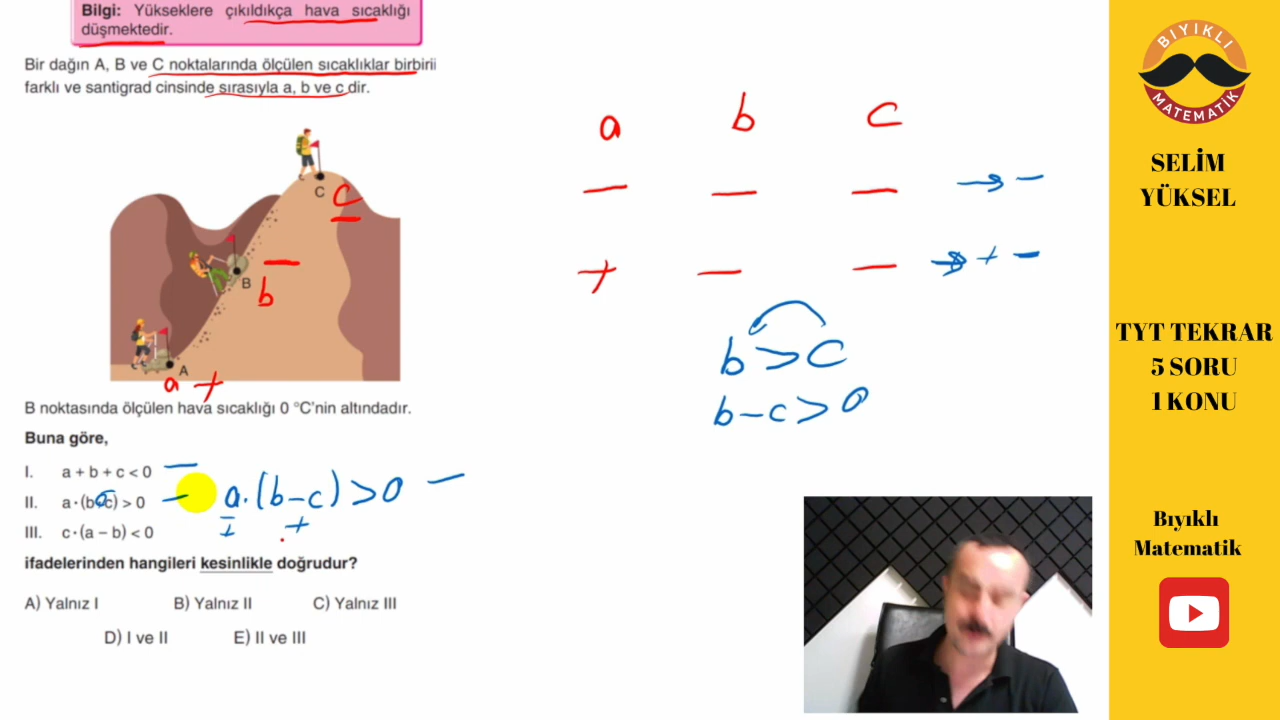 Bilgi: Yükseklere çıkıldıkça hava sıcaklığı
düşmektedir.
Bir dağın A, B ve C noktalarında ölçülen sıcaklıklar birbirii
farklı ve santigrad cinsinde sırasıyla a, b ve c dir.
C
C
B
b
A
a +
B noktasında ölçülen hava sıcaklığı 0 °C'nin altındadır.
Buna göre,
I. a + b + c < 0 —
II. a·(b-c) > 0 —
III. c·(a – b) < 0
a·(b-c) > 0 —
+
ifadelerinden hangileri kesinlikle doğrudur?
A) Yalnız I B) Yalnız II C) Yalnız III
D) I ve II E) II ve III
a b c
— — — → —
+ — — → + —
b > c
b - c > 0
BIYIKLI
MATEMATİK
SELİM
YÜKSEL
TYT TEKRAR
5 SORU
1 KONU
Bıyıklı
Matematik